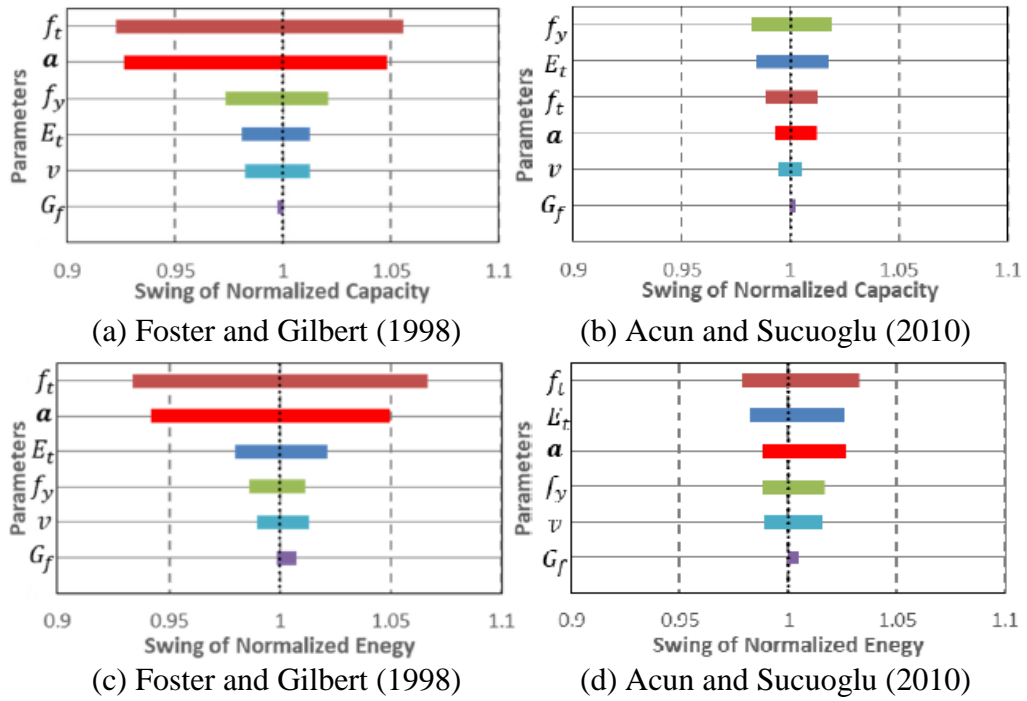 f_t
a
f_y
E_t
v
G_f
Parameters
0.9 0.95 1 1.05 1.1
Swing of Normalized Capacity
(a) Foster and Gilbert (1998)
f_y
E_t
f_t
a
v
G_f
Parameters
0.9 0.95 1 1.05 1.1
Swing of Normalized Capacity
(b) Acun and Sucuoglu (2010)
f_t
a
E_t
f_y
v
G_f
Parameters
0.9 0.95 1 1.05 1.1
Swing of Normalized Enegy
(c) Foster and Gilbert (1998)
f_t
E_t
a
f_y
v
G_f
Parameters
0.9 0.95 1 1.05 1.1
Swing of Normalized Enegy
(d) Acun and Sucuoglu (2010)